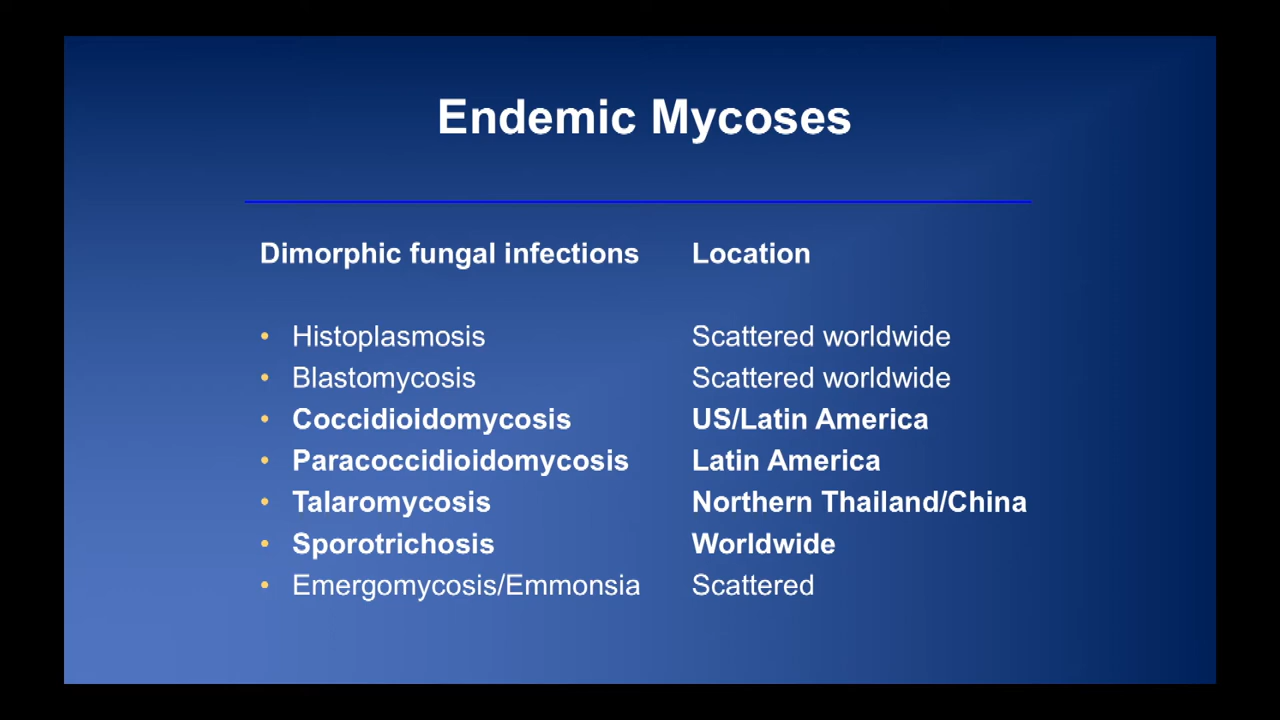 Endemic Mycoses
Dimorphic fungal infections Location
• Histoplasmosis Scattered worldwide
• Blastomycosis Scattered worldwide
• Coccidioidomycosis US/Latin America
• Paracoccidioidomycosis Latin America
• Talaromycosis Northern Thailand/China
• Sporotrichosis Worldwide
• Emergomycosis/Emmonsia Scattered